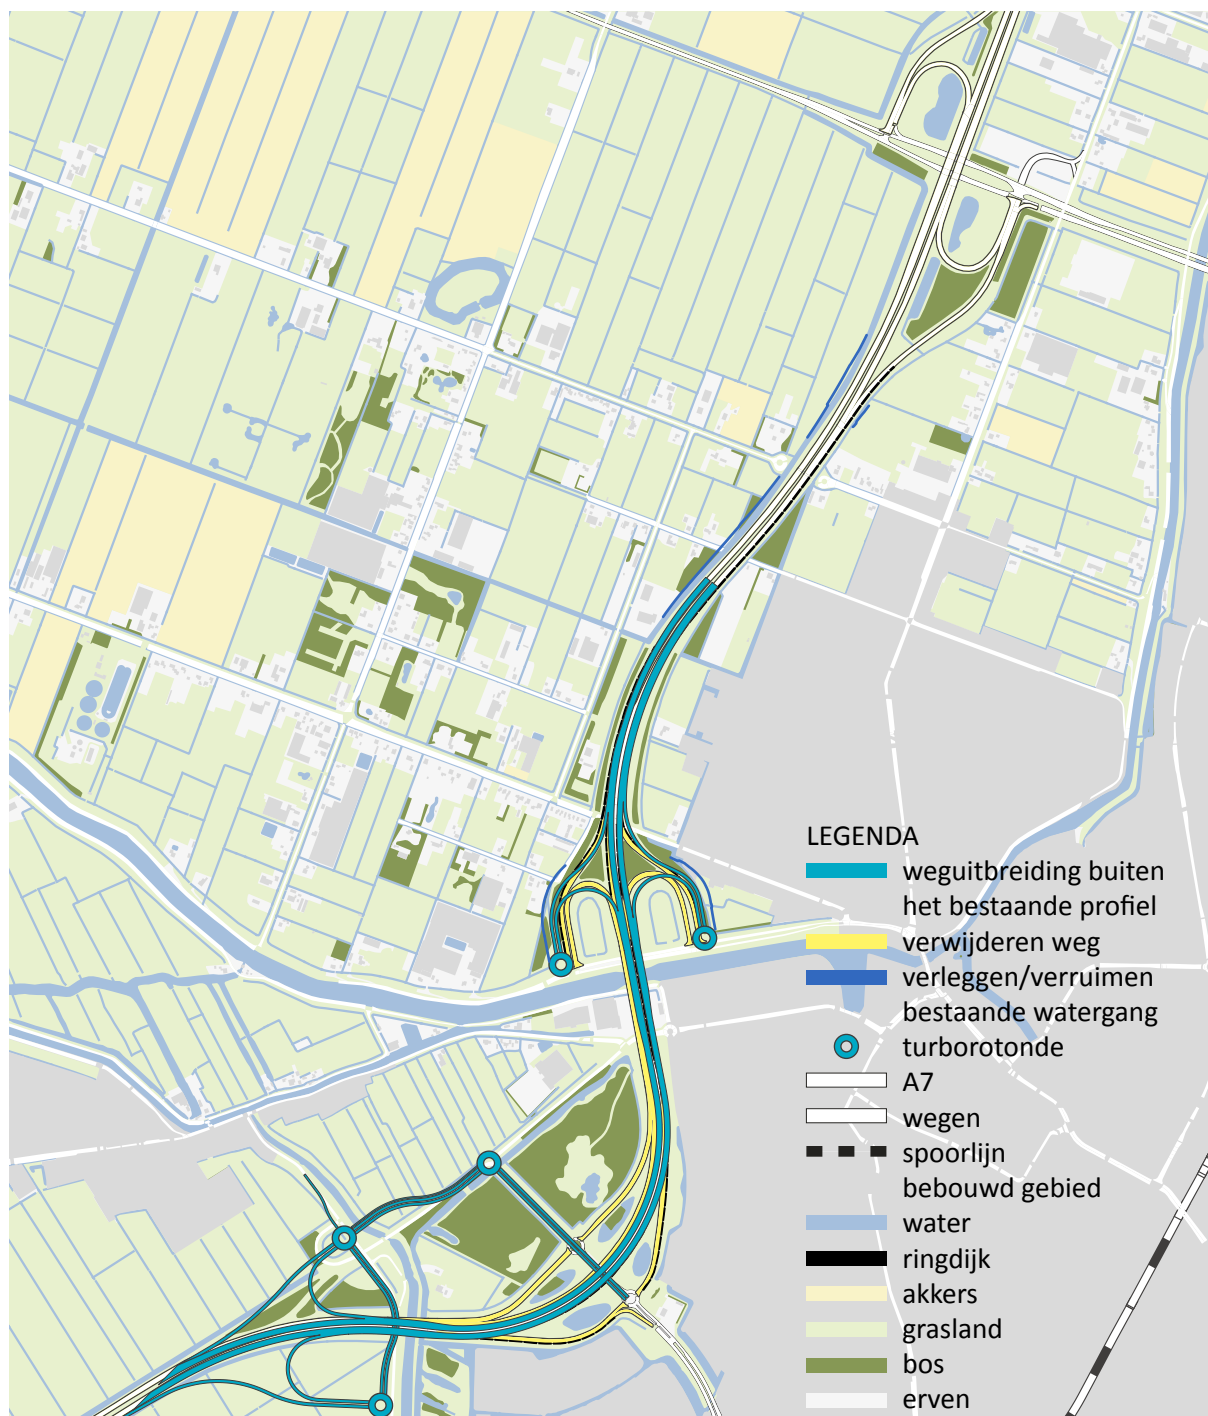 LEGENDA
weguitbreiding buiten
het bestaande profiel
verwijderen weg
verleggen/verruimen
bestaande watergang
turborotonde
A7
wegen
spoorlijn
bebouwd gebied
water
ringdijk
akkers
grasland
bos
erven